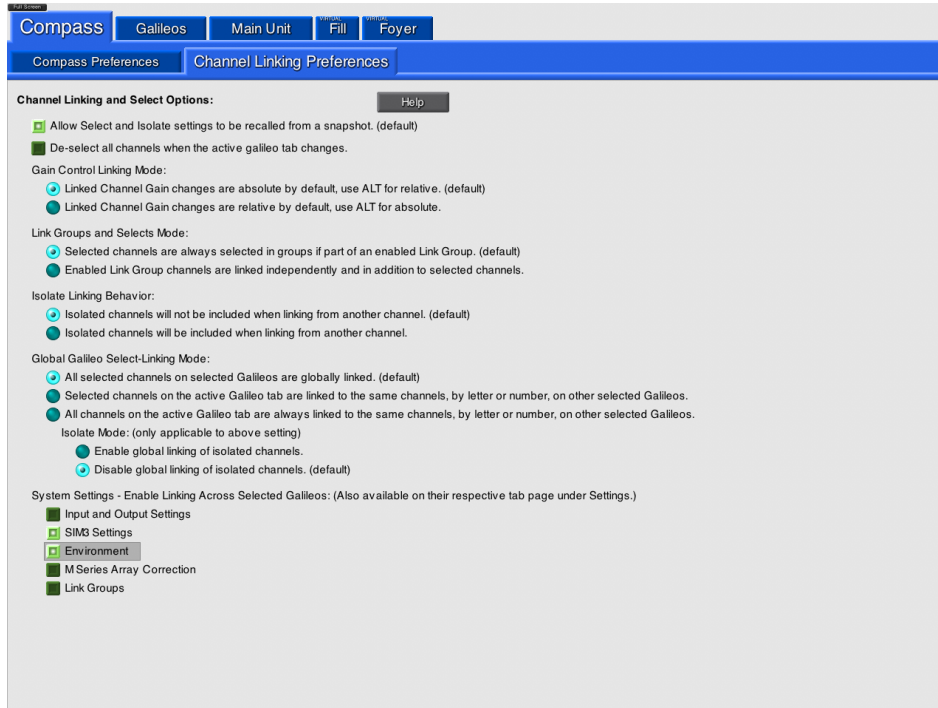 Full Screen
Compass
Galileos
Main Unit
VIRTUAL
Fill
VIRTUAL
Foyer
Compass Preferences
Channel Linking Preferences
Channel Linking and Select Options:
Help
Allow Select and Isolate settings to be recalled from a snapshot. (default)
De-select all channels when the active galileo tab changes.
Gain Control Linking Mode:
Linked Channel Gain changes are absolute by default, use ALT for relative. (default)
Linked Channel Gain changes are relative by default, use ALT for absolute.
Link Groups and Selects Mode:
Selected channels are always selected in groups if part of an enabled Link Group. (default)
Enabled Link Group channels are linked independently and in addition to selected channels.
Isolate Linking Behavior:
Isolated channels will not be included when linking from another channel. (default)
Isolated channels will be included when linking from another channel.
Global Galileo Select-Linking Mode:
All selected channels on selected Galileos are globally linked. (default)
Selected channels on the active Galileo tab are linked to the same channels, by letter or number, on other selected Galileos.
All channels on the active Galileo tab are always linked to the same channels, by letter or number, on other selected Galileos.
Isolate Mode: (only applicable to above setting)
Enable global linking of isolated channels.
Disable global linking of isolated channels. (default)
System Settings - Enable Linking Across Selected Galileos: (Also available on their respective tab page under Settings.)
Input and Output Settings
SIM3 Settings
Environment
M Series Array Correction
Link Groups